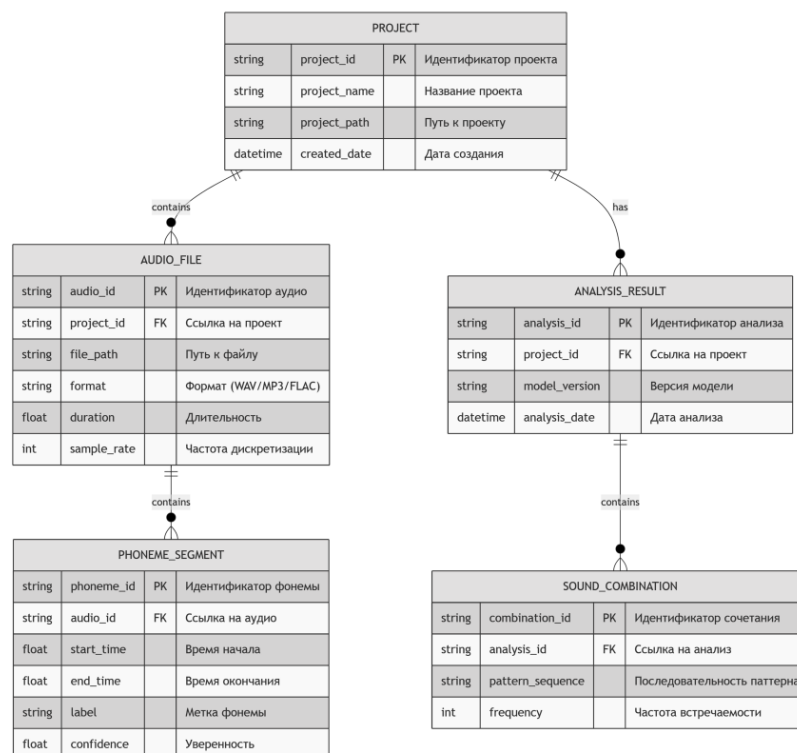 PROJECT
string project_id PK Идентификатор проекта
string project_name Название проекта
string project_path Путь к проекту
datetime created_date Дата создания
contains
has
AUDIO_FILE
string audio_id PK Идентификатор аудио
string project_id FK Ссылка на проект
string file_path Путь к файлу
string format Формат (WAV/MP3/FLAC)
float duration Длительность
int sample_rate Частота дискретизации
ANALYSIS_RESULT
string analysis_id PK Идентификатор анализа
string project_id FK Ссылка на проект
string model_version Версия модели
datetime analysis_date Дата анализа
contains
contains
PHONEME_SEGMENT
string phoneme_id PK Идентификатор фонемы
string audio_id FK Ссылка на аудио
float start_time Время начала
float end_time Время окончания
string label Метка фонемы
float confidence Уверенность
SOUND_COMBINATION
string combination_id PK Идентификатор сочетания
string analysis_id FK Ссылка на анализ
string pattern_sequence Последовательность паттерна
int frequency Частота встречаемости